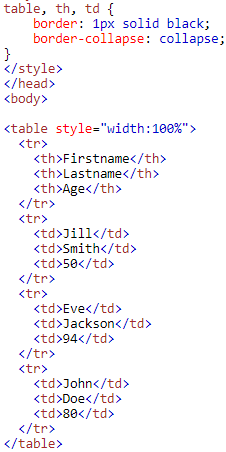 table, th, td {
    border: 1px solid black;
    border-collapse: collapse;
}
</style>
</head>
<body>

<table style="width:100%">
  <tr>
    <th>Firstname</th>
    <th>Lastname</th>
    <th>Age</th>
  </tr>
  <tr>
    <td>Jill</td>
    <td>Smith</td>
    <td>50</td>
  </tr>
  <tr>
    <td>Eve</td>
    <td>Jackson</td>
    <td>94</td>
  </tr>
  <tr>
    <td>John</td>
    <td>Doe</td>
    <td>80</td>
  </tr>
</table>